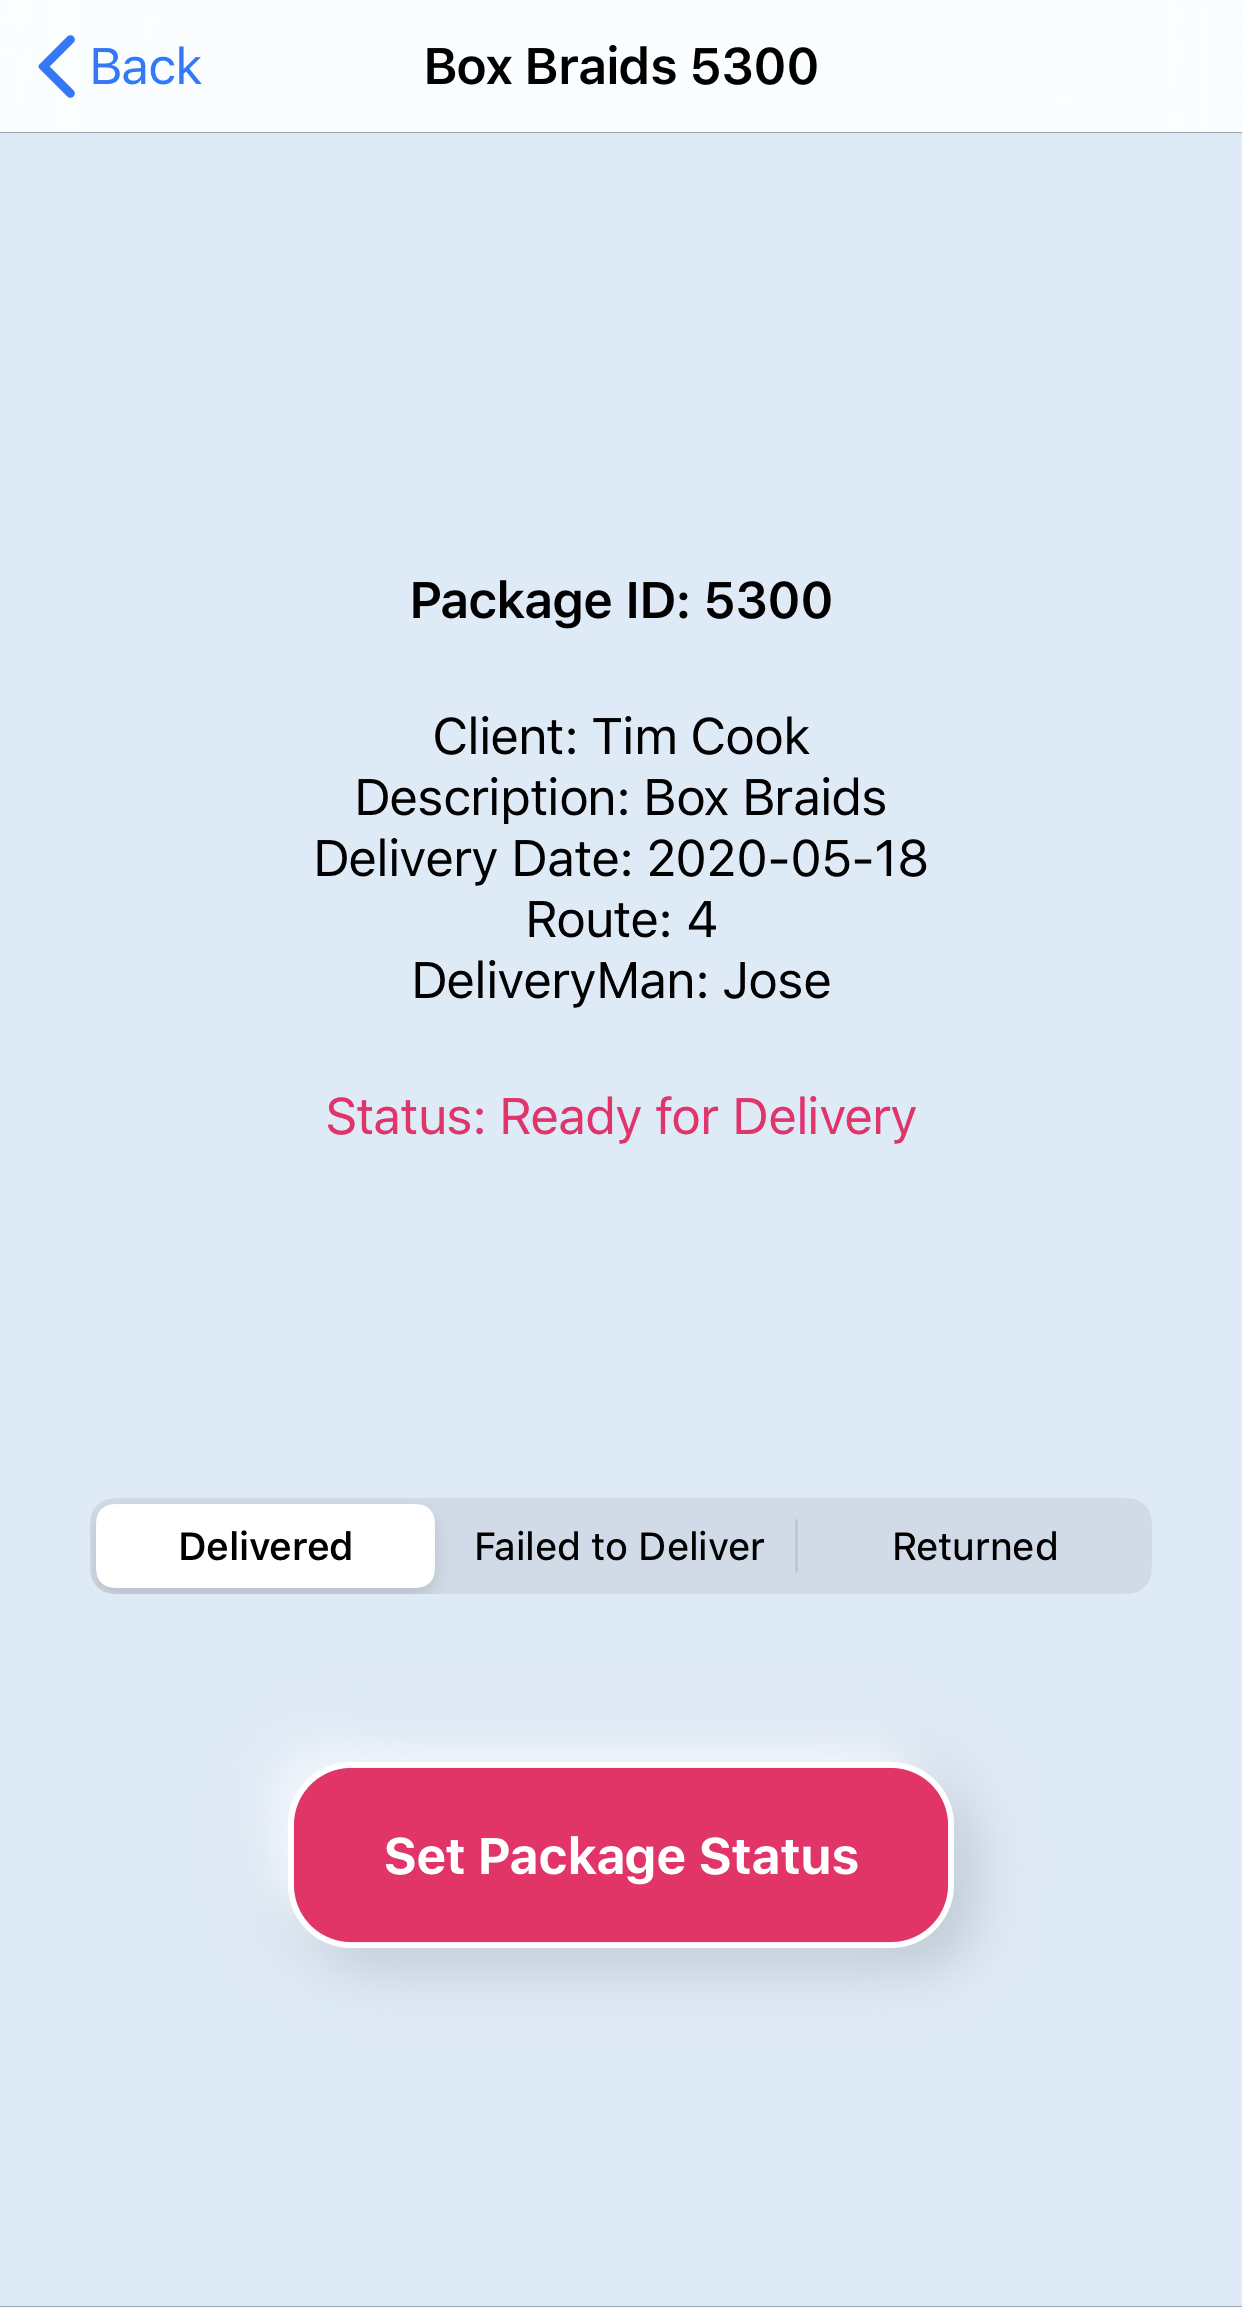 Back
Box Braids 5300
Package ID: 5300
Client: Tim Cook
Description: Box Braids
Delivery Date: 2020-05-18
Route: 4
DeliveryMan: Jose
Status: Ready for Delivery
Delivered
Failed to Deliver
Returned
Set Package Status